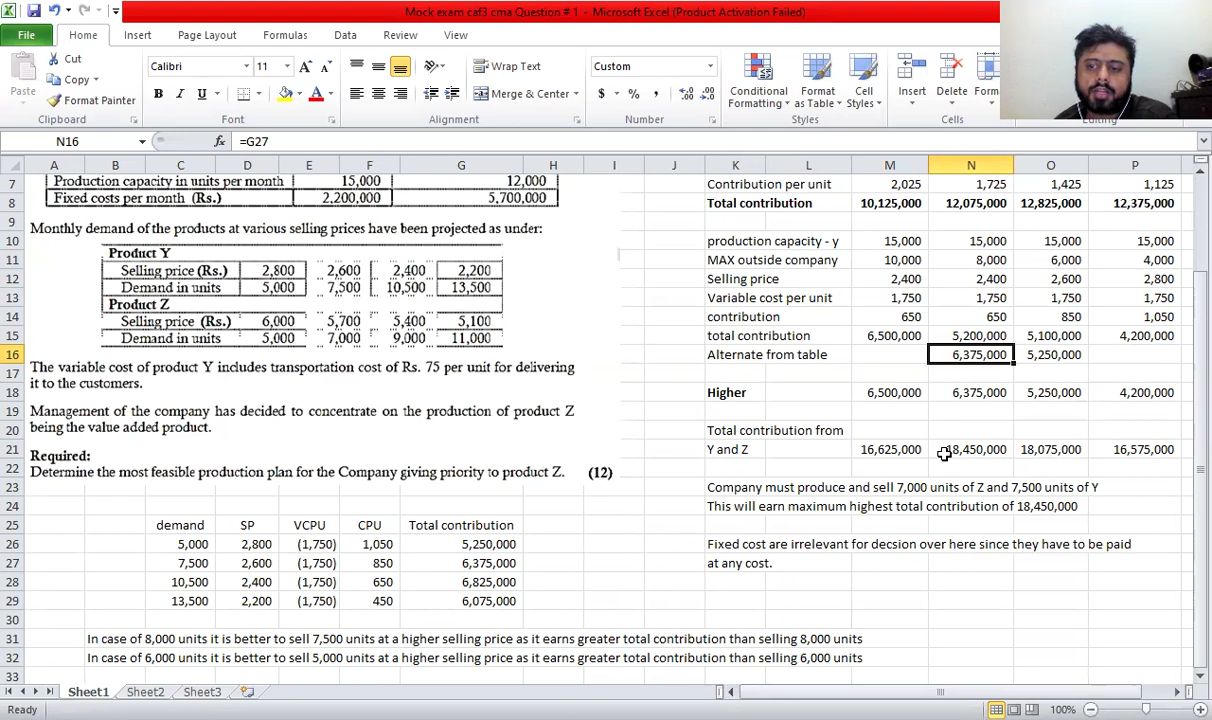 Mock exam caf3 cma Question # 1 - Microsoft Excel (Product Activation Failed)
File Home Insert Page Layout Formulas Data Review View
Cut
Copy
Format Painter
Paste
Clipboard
Calibri 11
B I U
Font
Wrap Text
Merge & Center
Alignment
Custom
$ % ,
Number
Conditional Formatting
Format as Table
Cell Styles
Styles
Insert Delete
Cells
N16 fx =G27
A B C D E F G H I J K L M N O P
7 Production capacity in units per month 15,000 12,000 Contribution per unit 2,025 1,725 1,425 1,125
8 Fixed costs per month (Rs.) 2,200,000 5,700,000 Total contribution 10,125,000 12,075,000 12,825,000 12,375,000
9 Monthly demand of the products at various selling prices have been projected as under:
10 Product Y production capacity - y 15,000 15,000 15,000 15,000
11 Selling price (Rs.) 2,800 2,600 2,400 2,200 MAX outside company 10,000 8,000 6,000 4,000
12 Demand in units 5,000 7,500 10,500 13,500 Selling price 2,400 2,400 2,600 2,800
13 Product Z Variable cost per unit 1,750 1,750 1,750 1,750
14 Selling price (Rs.) 6,000 5,700 5,400 5,100 contribution 650 650 850 1,050
15 Demand in units 5,000 7,000 9,000 11,000 total contribution 6,500,000 5,200,000 5,100,000 4,200,000
16 Alternate from table 6,375,000 5,250,000
17 The variable cost of product Y includes transportation cost of Rs. 75 per unit for delivering
it to the customers.
18 Higher 6,500,000 6,375,000 5,250,000 4,200,000
19 Management of the company has decided to concentrate on the production of product Z
20 being the value added product. Total contribution from
21 Required: Y and Z 16,625,000 18,450,000 18,075,000 16,575,000
22 Determine the most feasible production plan for the Company giving priority to product Z. (12)
23 Company must produce and sell 7,000 units of Z and 7,500 units of Y
24 This will earn maximum highest total contribution of 18,450,000
25 demand SP VCPU CPU Total contribution
26 5,000 2,800 (1,750) 1,050 5,250,000 Fixed cost are irrelevant for decsion over here since they have to be paid
27 7,500 2,600 (1,750) 850 6,375,000 at any cost.
28 10,500 2,400 (1,750) 650 6,825,000
29 13,500 2,200 (1,750) 450 6,075,000
30
31 In case of 8,000 units it is better to sell 7,500 units at a higher selling price as it earns greater total contribution than selling 8,000 units
32 In case of 6,000 units it is better to sell 5,000 units at a higher selling price as it earns greater total contribution than selling 6,000 units
33
Sheet1 Sheet2 Sheet3
Ready 100%